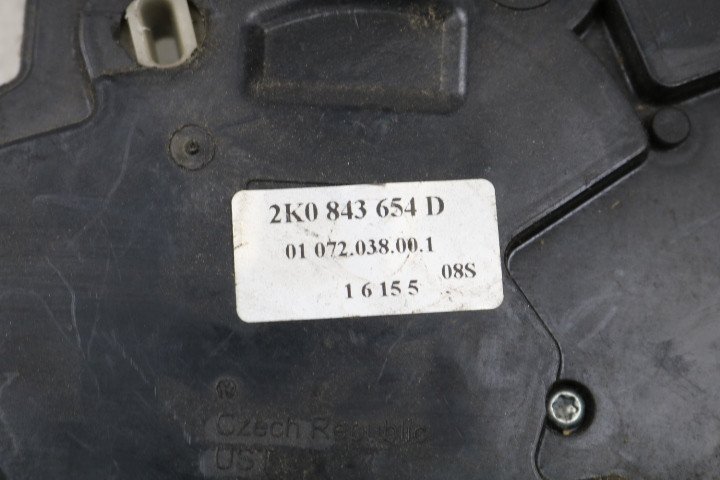 2K0 843 654 D
01 072.038.00.1
08S
1 6 15 5
Czech Republic